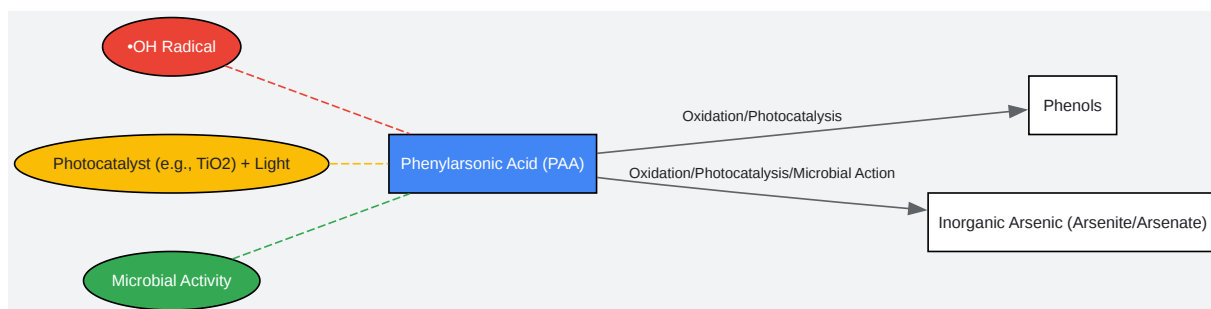 •OH Radical
Photocatalyst (e.g., TiO2) + Light
Microbial Activity
Phenylarsonic Acid (PAA)
Oxidation/Photocatalysis
Oxidation/Photocatalysis/Microbial Action
Phenols
Inorganic Arsenic (Arsenite/Arsenate)